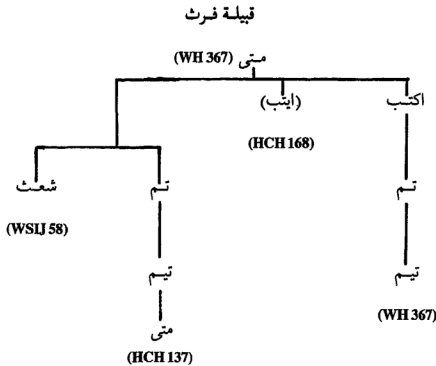 قبيلة فرث
متى (WH 367)
اكتب (ايتب)
(HCH 168)
شعث تم تم
(WSIJ 58)
تيم تيم
(WH 367)
متى
(HCH 137)